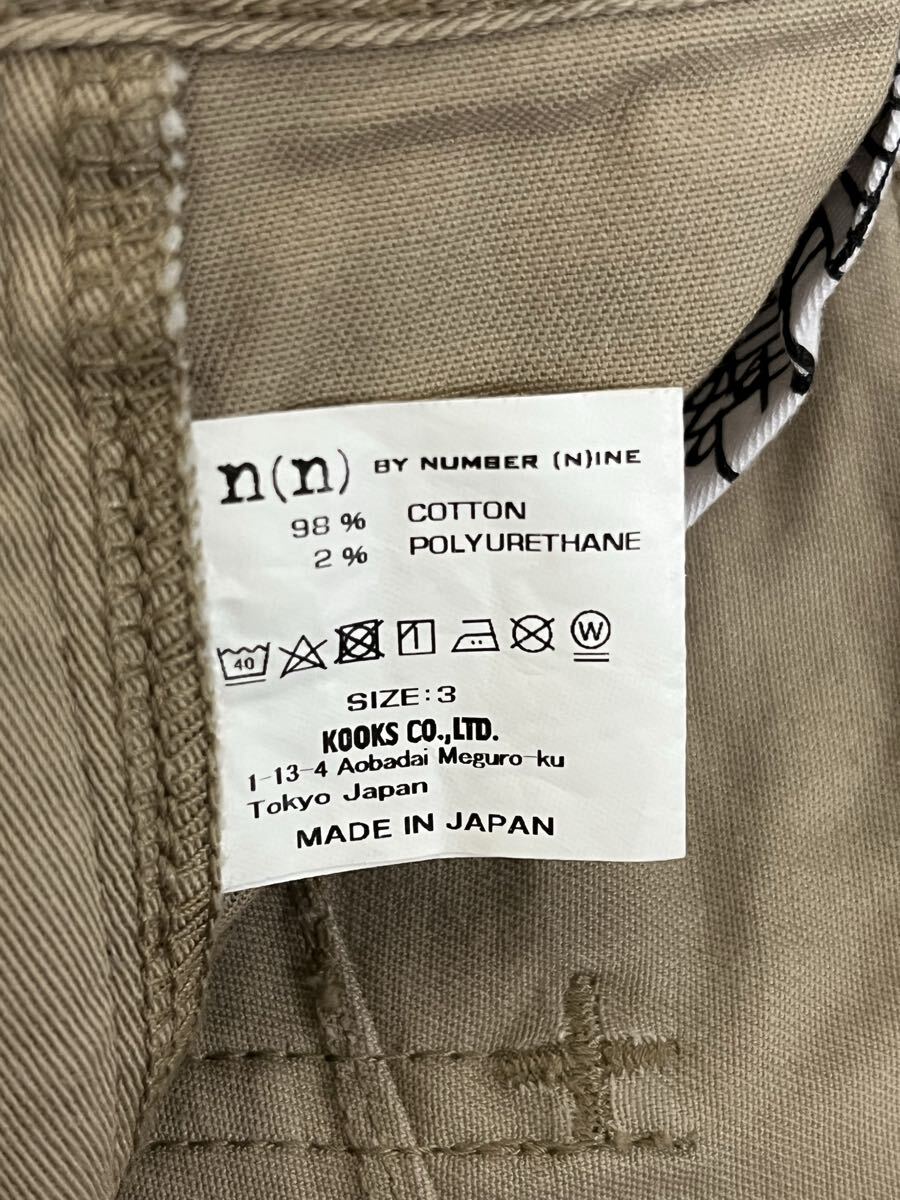 n(n) BY NUMBER (N)INE
98 % COTTON
2 % POLYURETHANE
40 W
SIZE:3
KOOKS CO.,LTD.
1-13-4 Aobadai Meguro-ku
Tokyo Japan
MADE IN JAPAN